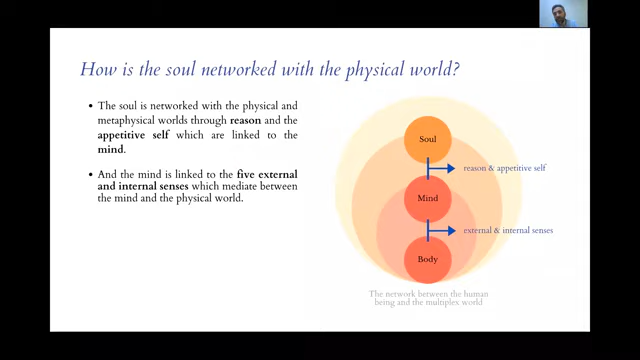 How is the soul networked with the physical world?
• The soul is networked with the physical and
metaphysical worlds through reason and the
appetitive self which are linked to the
mind.
• And the mind is linked to the five external
and internal senses which mediate between
the mind and the physical world.
Soul
reason & appetitive self
Mind
external & internal senses
Body
The network between the human
being and the multiplex world